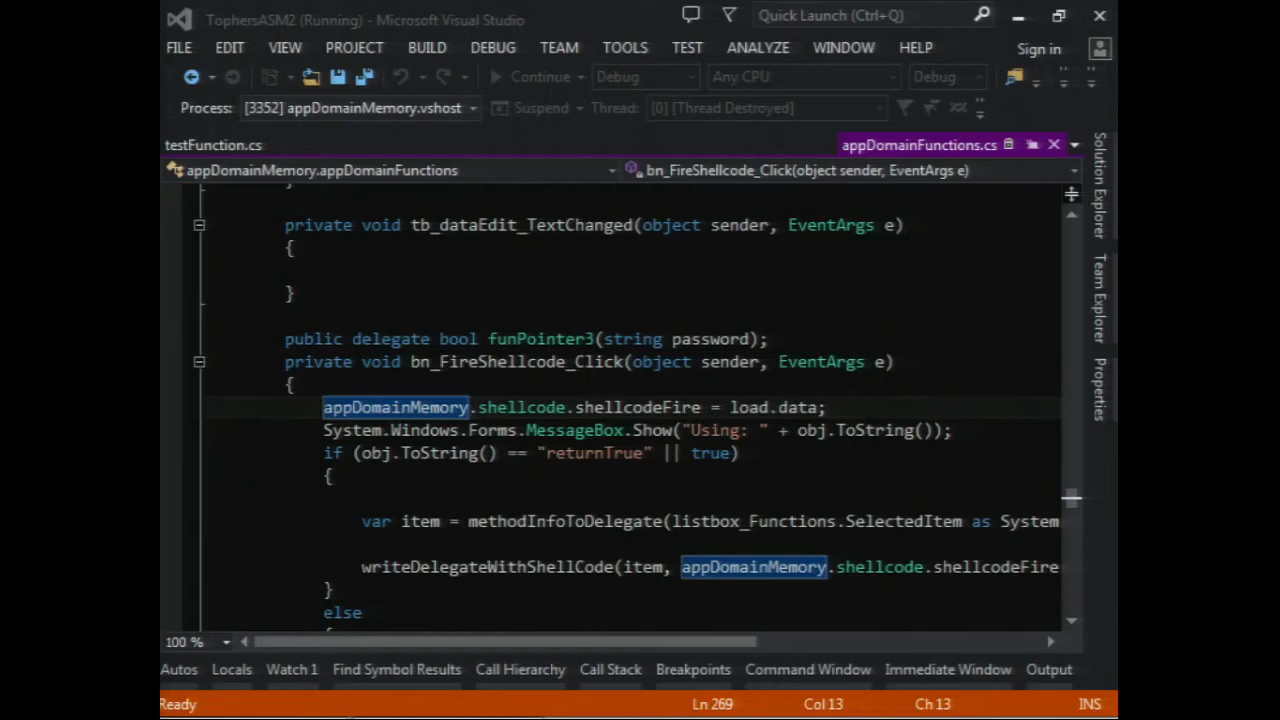 TophersASM2 (Running) - Microsoft Visual Studio
Quick Launch (Ctrl+Q)
FILE EDIT VIEW PROJECT BUILD DEBUG TEAM TOOLS TEST ANALYZE WINDOW HELP Sign in
Continue Debug Any CPU Debug
Process: [3352] appDomainMemory.vshost Suspend Thread: [0] [Thread Destroyed]
testFunction.cs appDomainFunctions.cs
appDomainMemory.appDomainFunctions bn_FireShellcode_Click(object sender, EventArgs e)
}
private void tb_dataEdit_TextChanged(object sender, EventArgs e)
{
}
public delegate bool funPointer3(string password);
private void bn_FireShellcode_Click(object sender, EventArgs e)
{
appDomainMemory.shellcode.shellcodeFire = load.data;
System.Windows.Forms.MessageBox.Show("Using: " + obj.ToString());
if (obj.ToString() == "returnTrue" || true)
{
var item = methodInfoToDelegate(listbox_Functions.SelectedItem as System
writeDelegateWithShellCode(item, appDomainMemory.shellcode.shellcodeFire
}
else
{
100 %
Autos Locals Watch 1 Find Symbol Results Call Hierarchy Call Stack Breakpoints Command Window Immediate Window Output
Ready Ln 269 Col 13 Ch 13 INS
Solution Explorer
Team Explorer
Properties